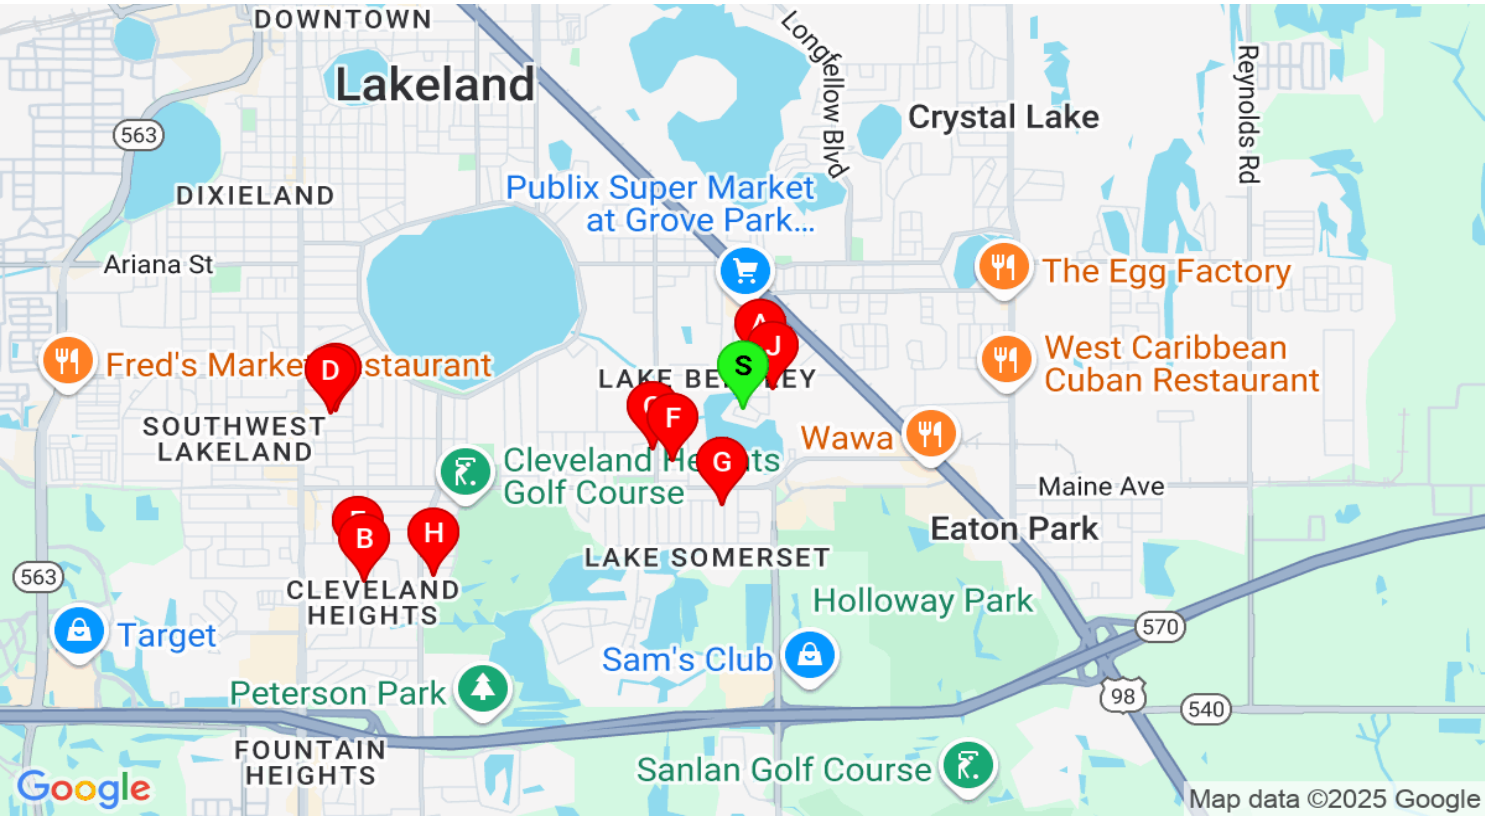 DOWNTOWN
Lakeland
Longfellow Blvd
Reynolds Rd
Crystal Lake
563
DIXIELAND
Publix Super Market
at Grove Park...
Ariana St
The Egg Factory
A
J
S
West Caribbean
Cuban Restaurant
Fred's Market
D
LAKE
F
SOUTHWEST
LAKELAND
Wawa
G
Cleveland Heights
Golf Course
Maine Ave
Eaton Park
B
H
LAKE SOMERSET
563
CLEVELAND
HEIGHTS
Holloway Park
570
Target
Sam's Club
Peterson Park
98
540
FOUNTAIN
HEIGHTS
Sanlan Golf Course
Google
Map data ©2025 Google